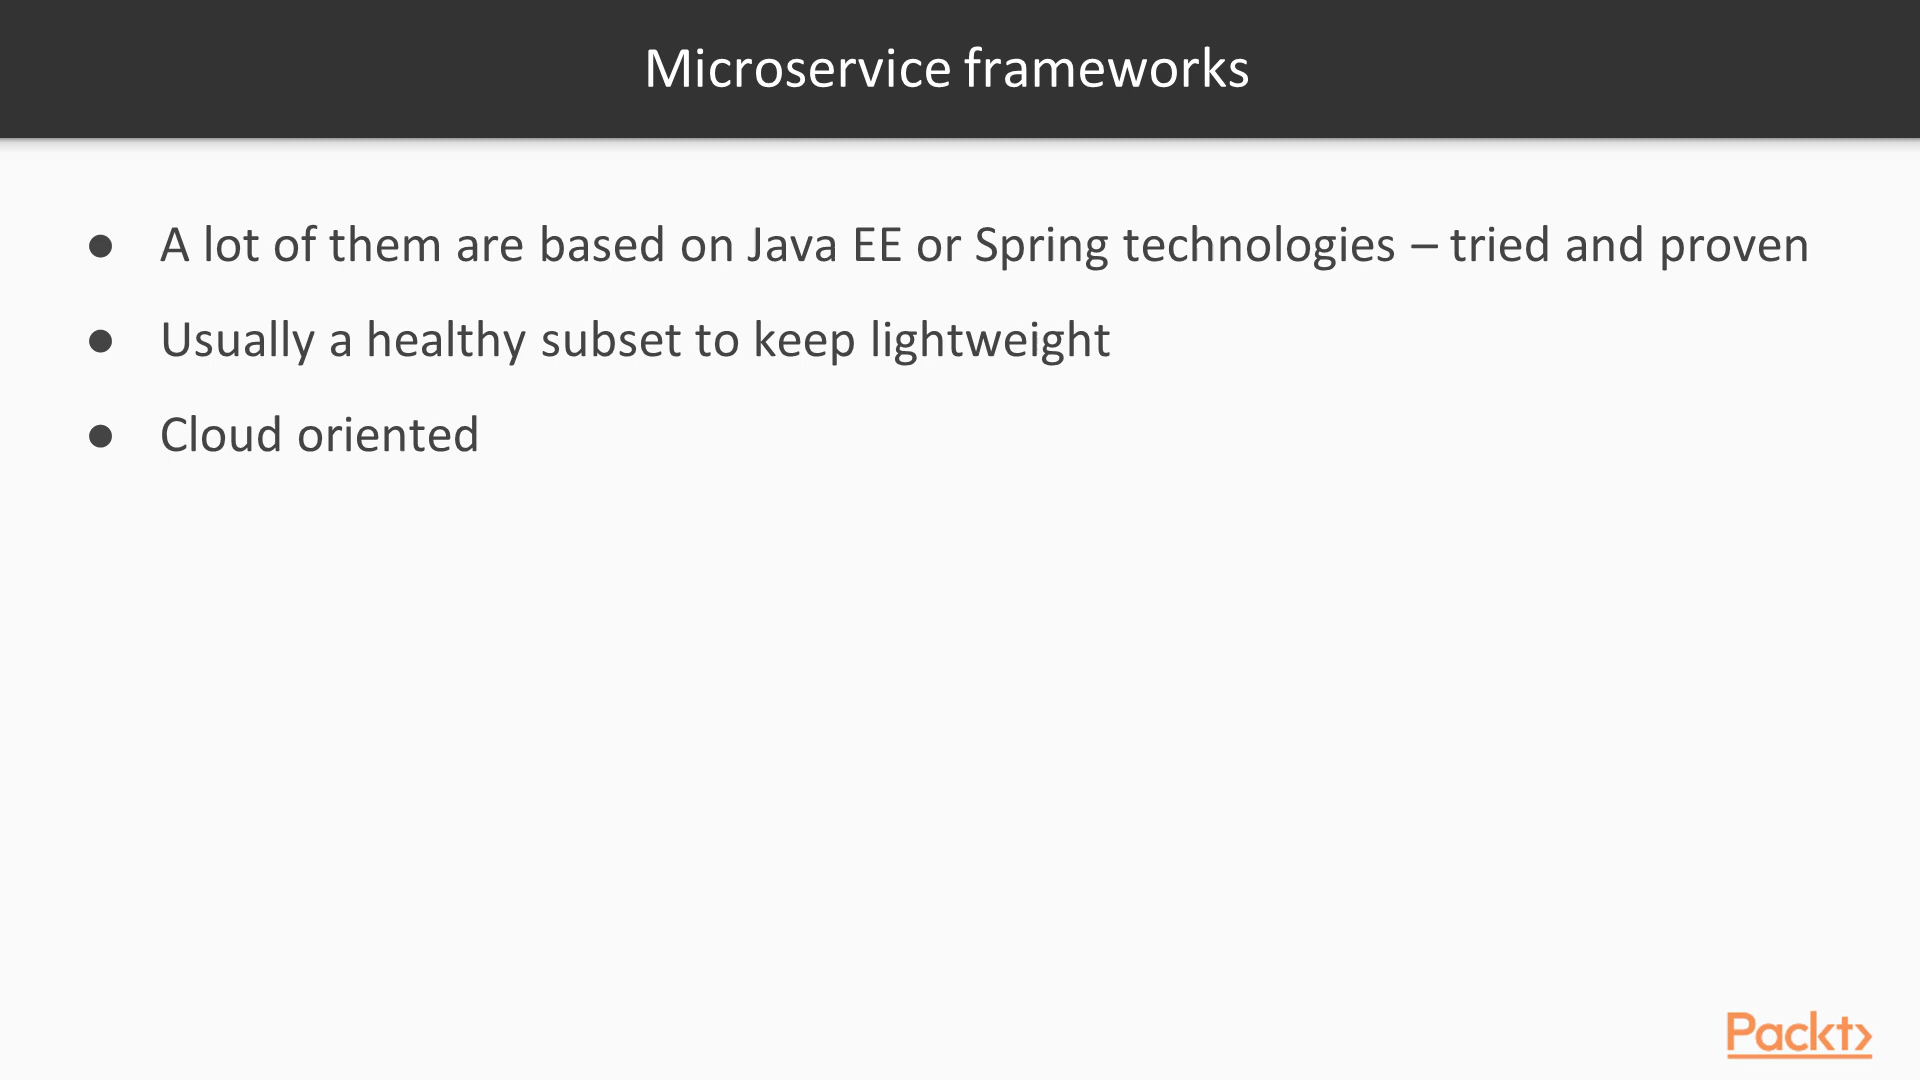 Microservice frameworks
● A lot of them are based on Java EE or Spring technologies – tried and proven
● Usually a healthy subset to keep lightweight
● Cloud oriented
Packt>